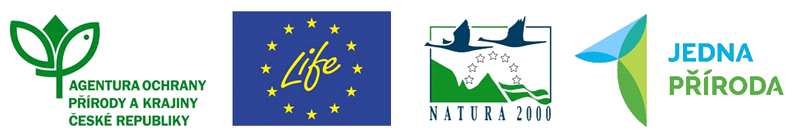 AGENTURA OCHRANY
PŘÍRODY A KRAJINY
ČESKÉ REPUBLIKY
Life
NATURA 2000
JEDNA
PŘÍRODA